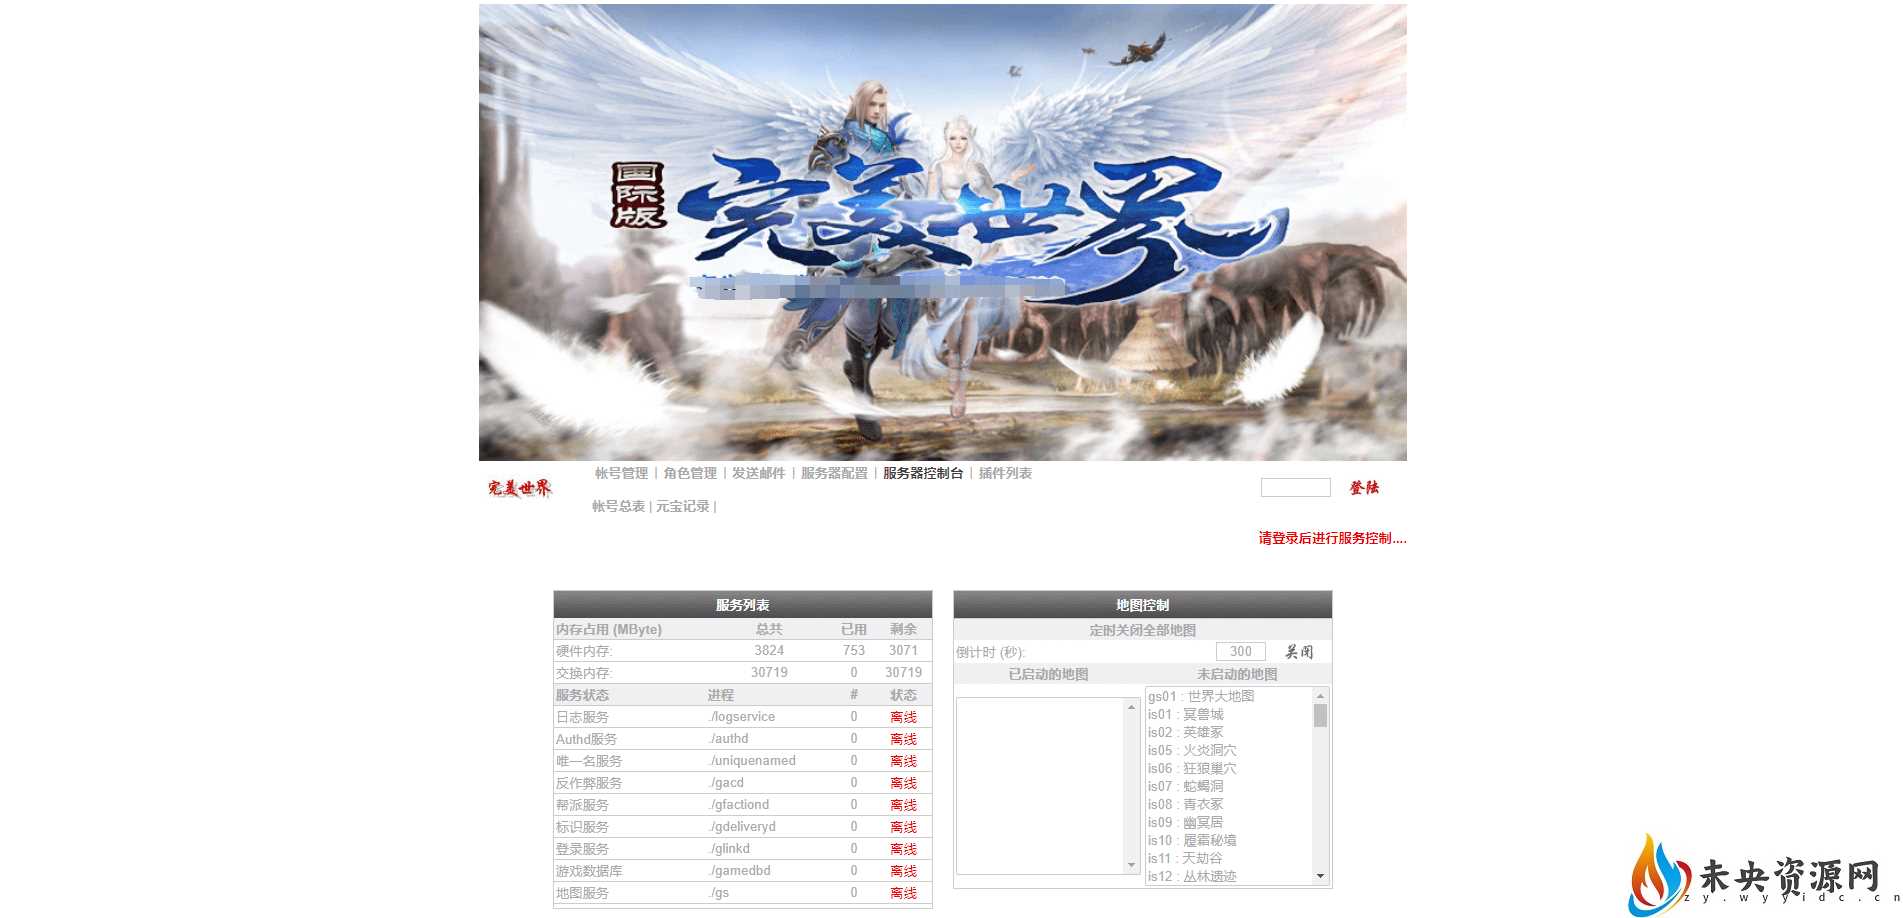 国际版
完美世界
完美世界
帐号管理 | 角色管理 | 发送邮件 | 服务器配置 | 服务器控制台 | 插件列表
登陆
帐号总表 | 元宝记录 |
请登录后进行服务控制....
服务列表
内存占用 (MByte) 总共 已用 剩余
硬件内存: 3824 753 3071
交换内存: 30719 0 30719
服务状态 进程 # 状态
日志服务 ./logservice 0 离线
Authd服务 ./authd 0 离线
唯一名服务 ./uniquenamed 0 离线
反作弊服务 ./gacd 0 离线
帮派服务 ./gfactiond 0 离线
标识服务 ./gdeliveryd 0 离线
登录服务 ./glinkd 0 离线
游戏数据库 ./gamedbd 0 离线
地图服务 ./gs 0 离线
地图控制
定时关闭全部地图
倒计时 (秒): 300 关闭
已启动的地图 未启动的地图
gs01 : 世界大地图
is01 : 冥兽城
is02 : 英雄冢
is05 : 火炎洞穴
is06 : 狂狼巢穴
is07 : 蛇蝎洞
is08 : 青衣冢
is09 : 幽冥居
is10 : 履霜秘境
is11 : 天劫谷
is12 : 丛林遗迹
未央资源网
zy.wyyidc.cn